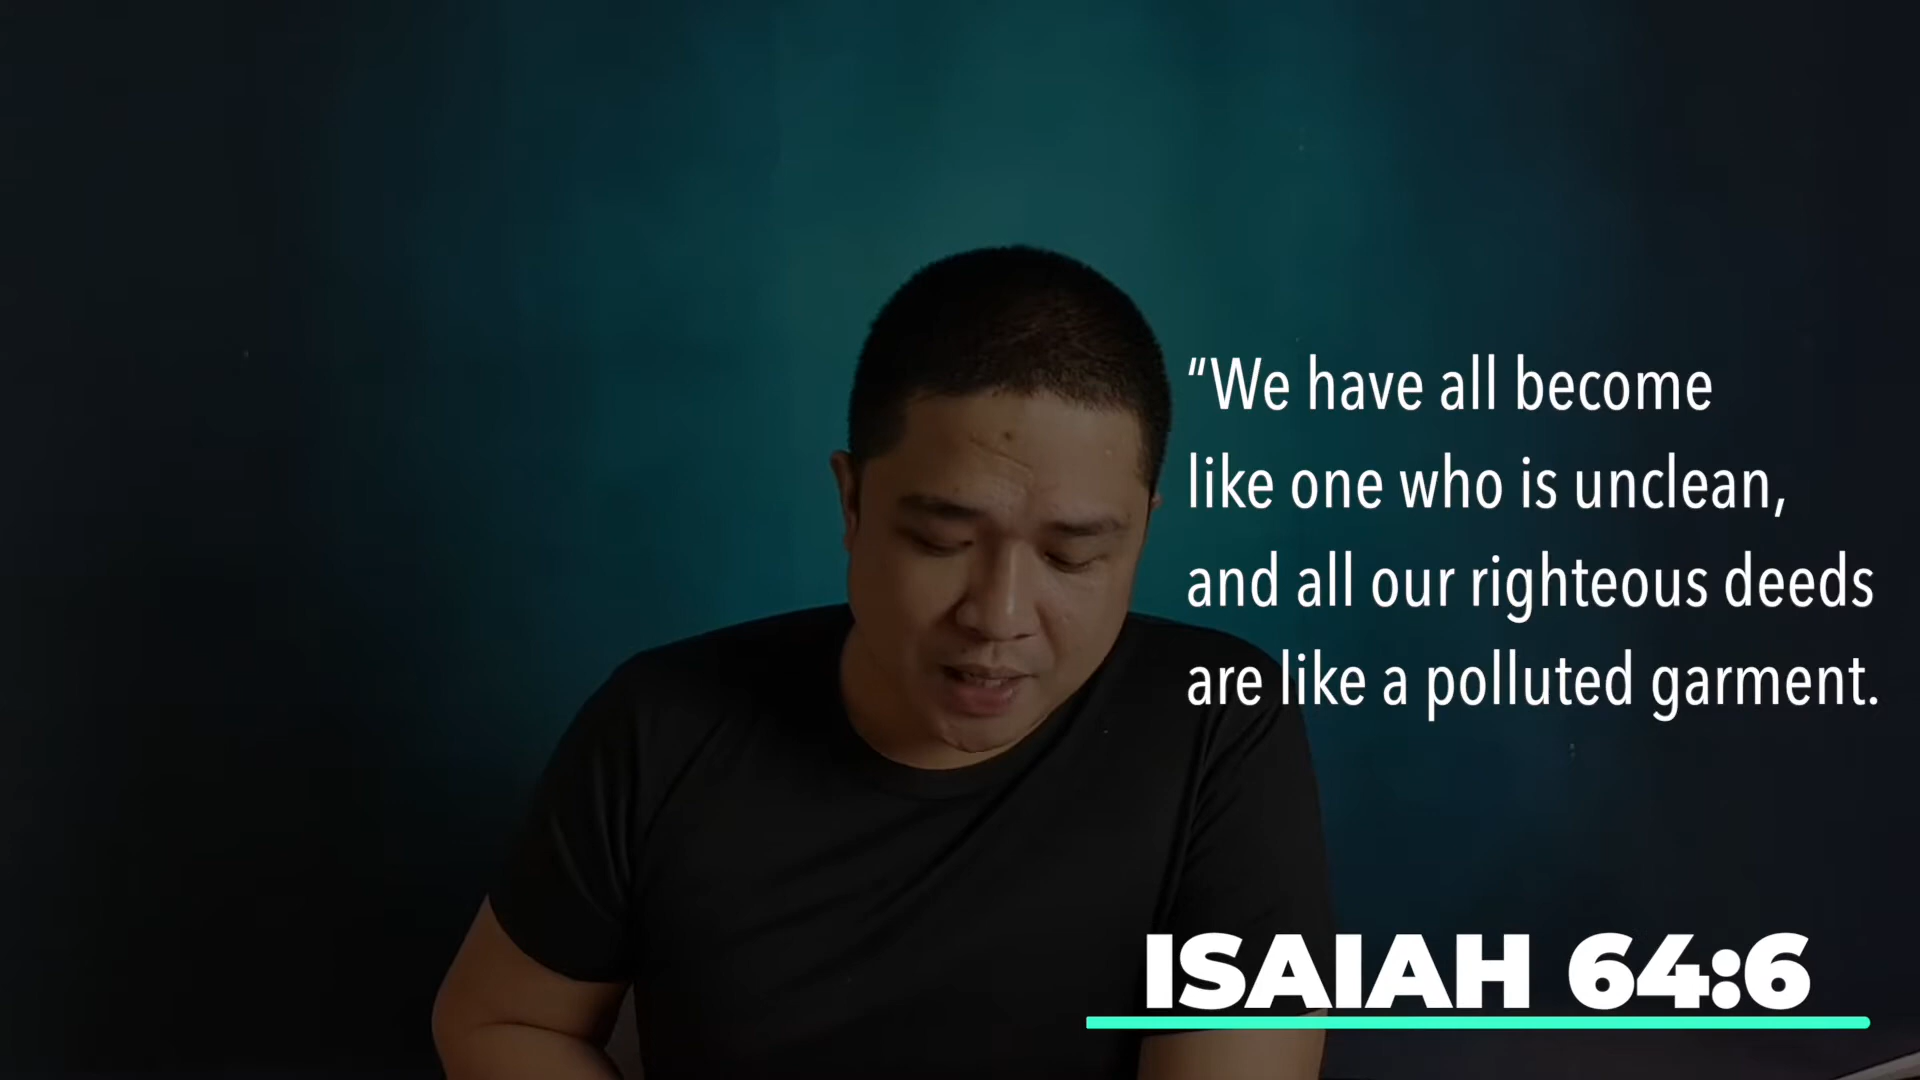 “We have all become
like one who is unclean,
and all our righteous deeds
are like a polluted garment.
ISAIAH 64:6